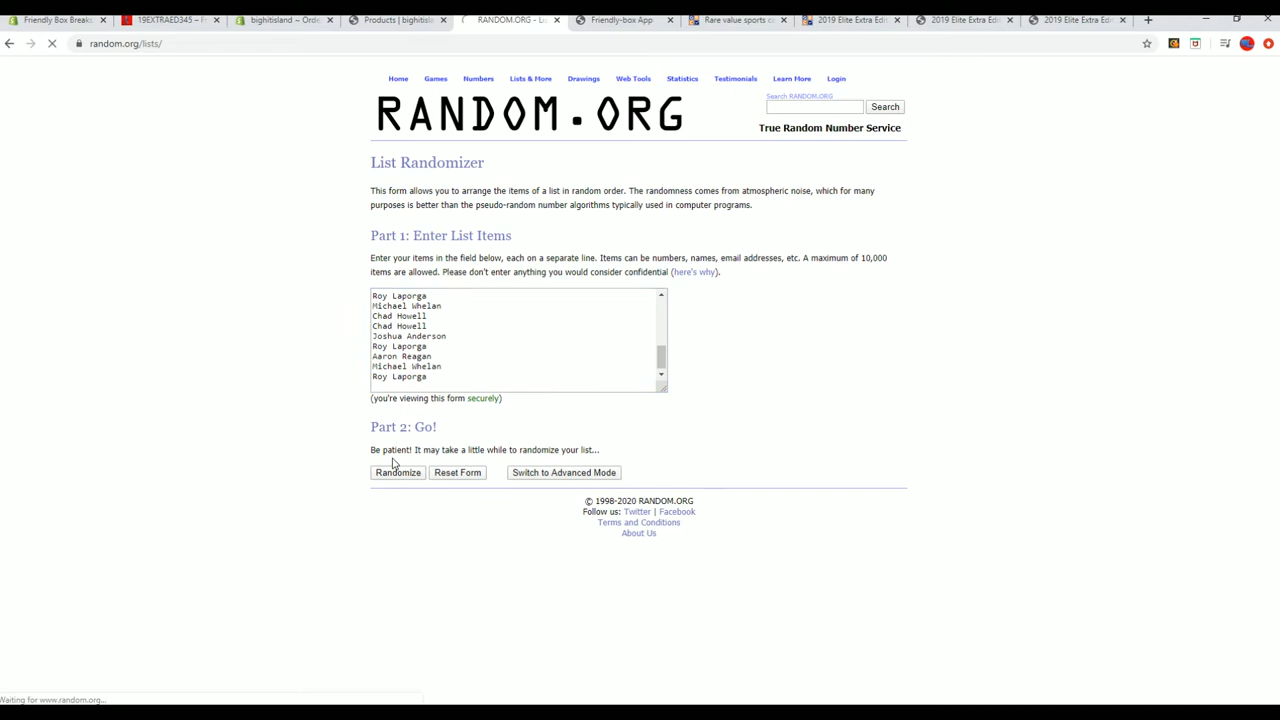 Friendly Box Breaks
19EXTRAED345 – F
bighitisland ~ Orde
Products | bighitisl
RANDOM.ORG - Li
Friendly-box App
Rare value sports c
2019 Elite Extra Edi
2019 Elite Extra Edi
2019 Elite Extra Edi
random.org/lists/
Home Games Numbers Lists & More Drawings Web Tools Statistics Testimonials Learn More Login
RANDOM.ORG
Search RANDOM.ORG
Search
True Random Number Service
List Randomizer
This form allows you to arrange the items of a list in random order. The randomness comes from atmospheric noise, which for many
purposes is better than the pseudo-random number algorithms typically used in computer programs.
Part 1: Enter List Items
Enter your items in the field below, each on a separate line. Items can be numbers, names, email addresses, etc. A maximum of 10,000
items are allowed. Please don't enter anything you would consider confidential (here's why).
Roy Laporga
Michael Whelan
Chad Howell
Chad Howell
Joshua Anderson
Roy Laporga
Aaron Reagan
Michael Whelan
Roy Laporga
(you're viewing this form securely)
Part 2: Go!
Be patient! It may take a little while to randomize your list...
Randomize Reset Form Switch to Advanced Mode
© 1998-2020 RANDOM.ORG
Follow us: Twitter | Facebook
Terms and Conditions
About Us
Waiting for www.random.org...